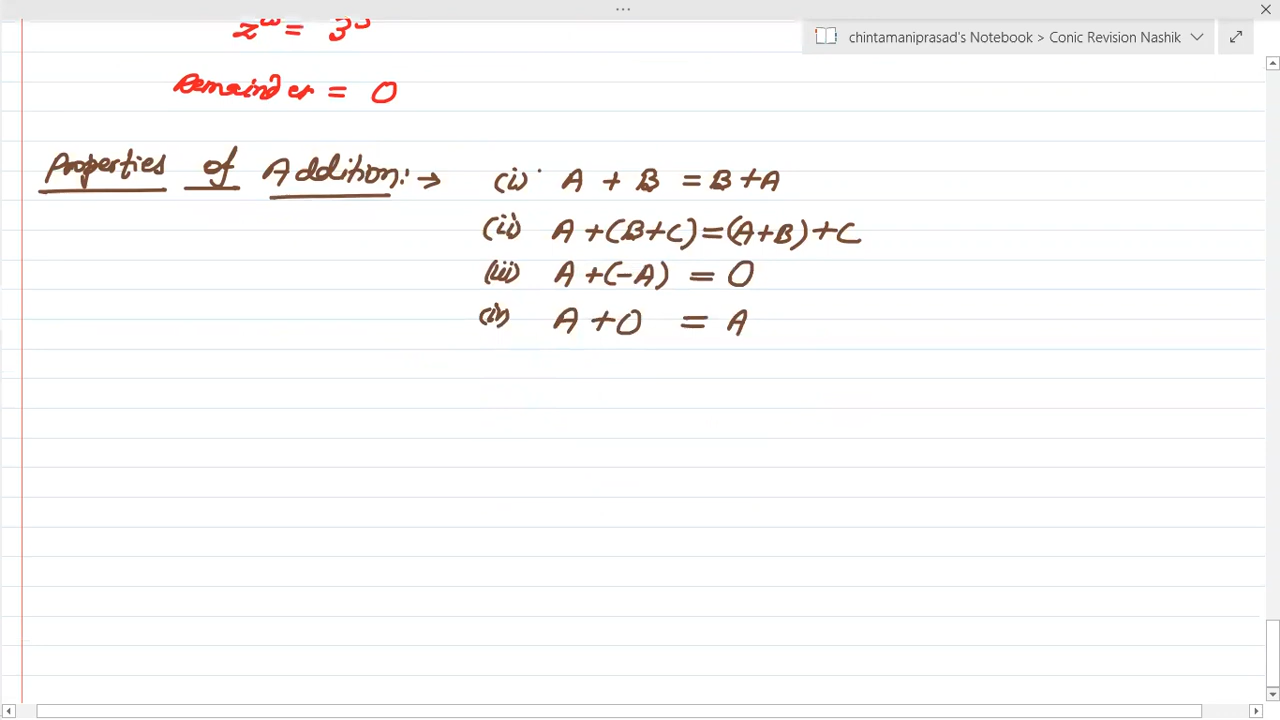 ...
chintamaniprasad's Notebook > Conic Revision Nashik
Remainder = 0
Properties of Addition:→ (i) A + B = B+A
(ii) A+(B+C)=(A+B)+C
(iii) A+(-A) = 0
(iv) A+0 = A